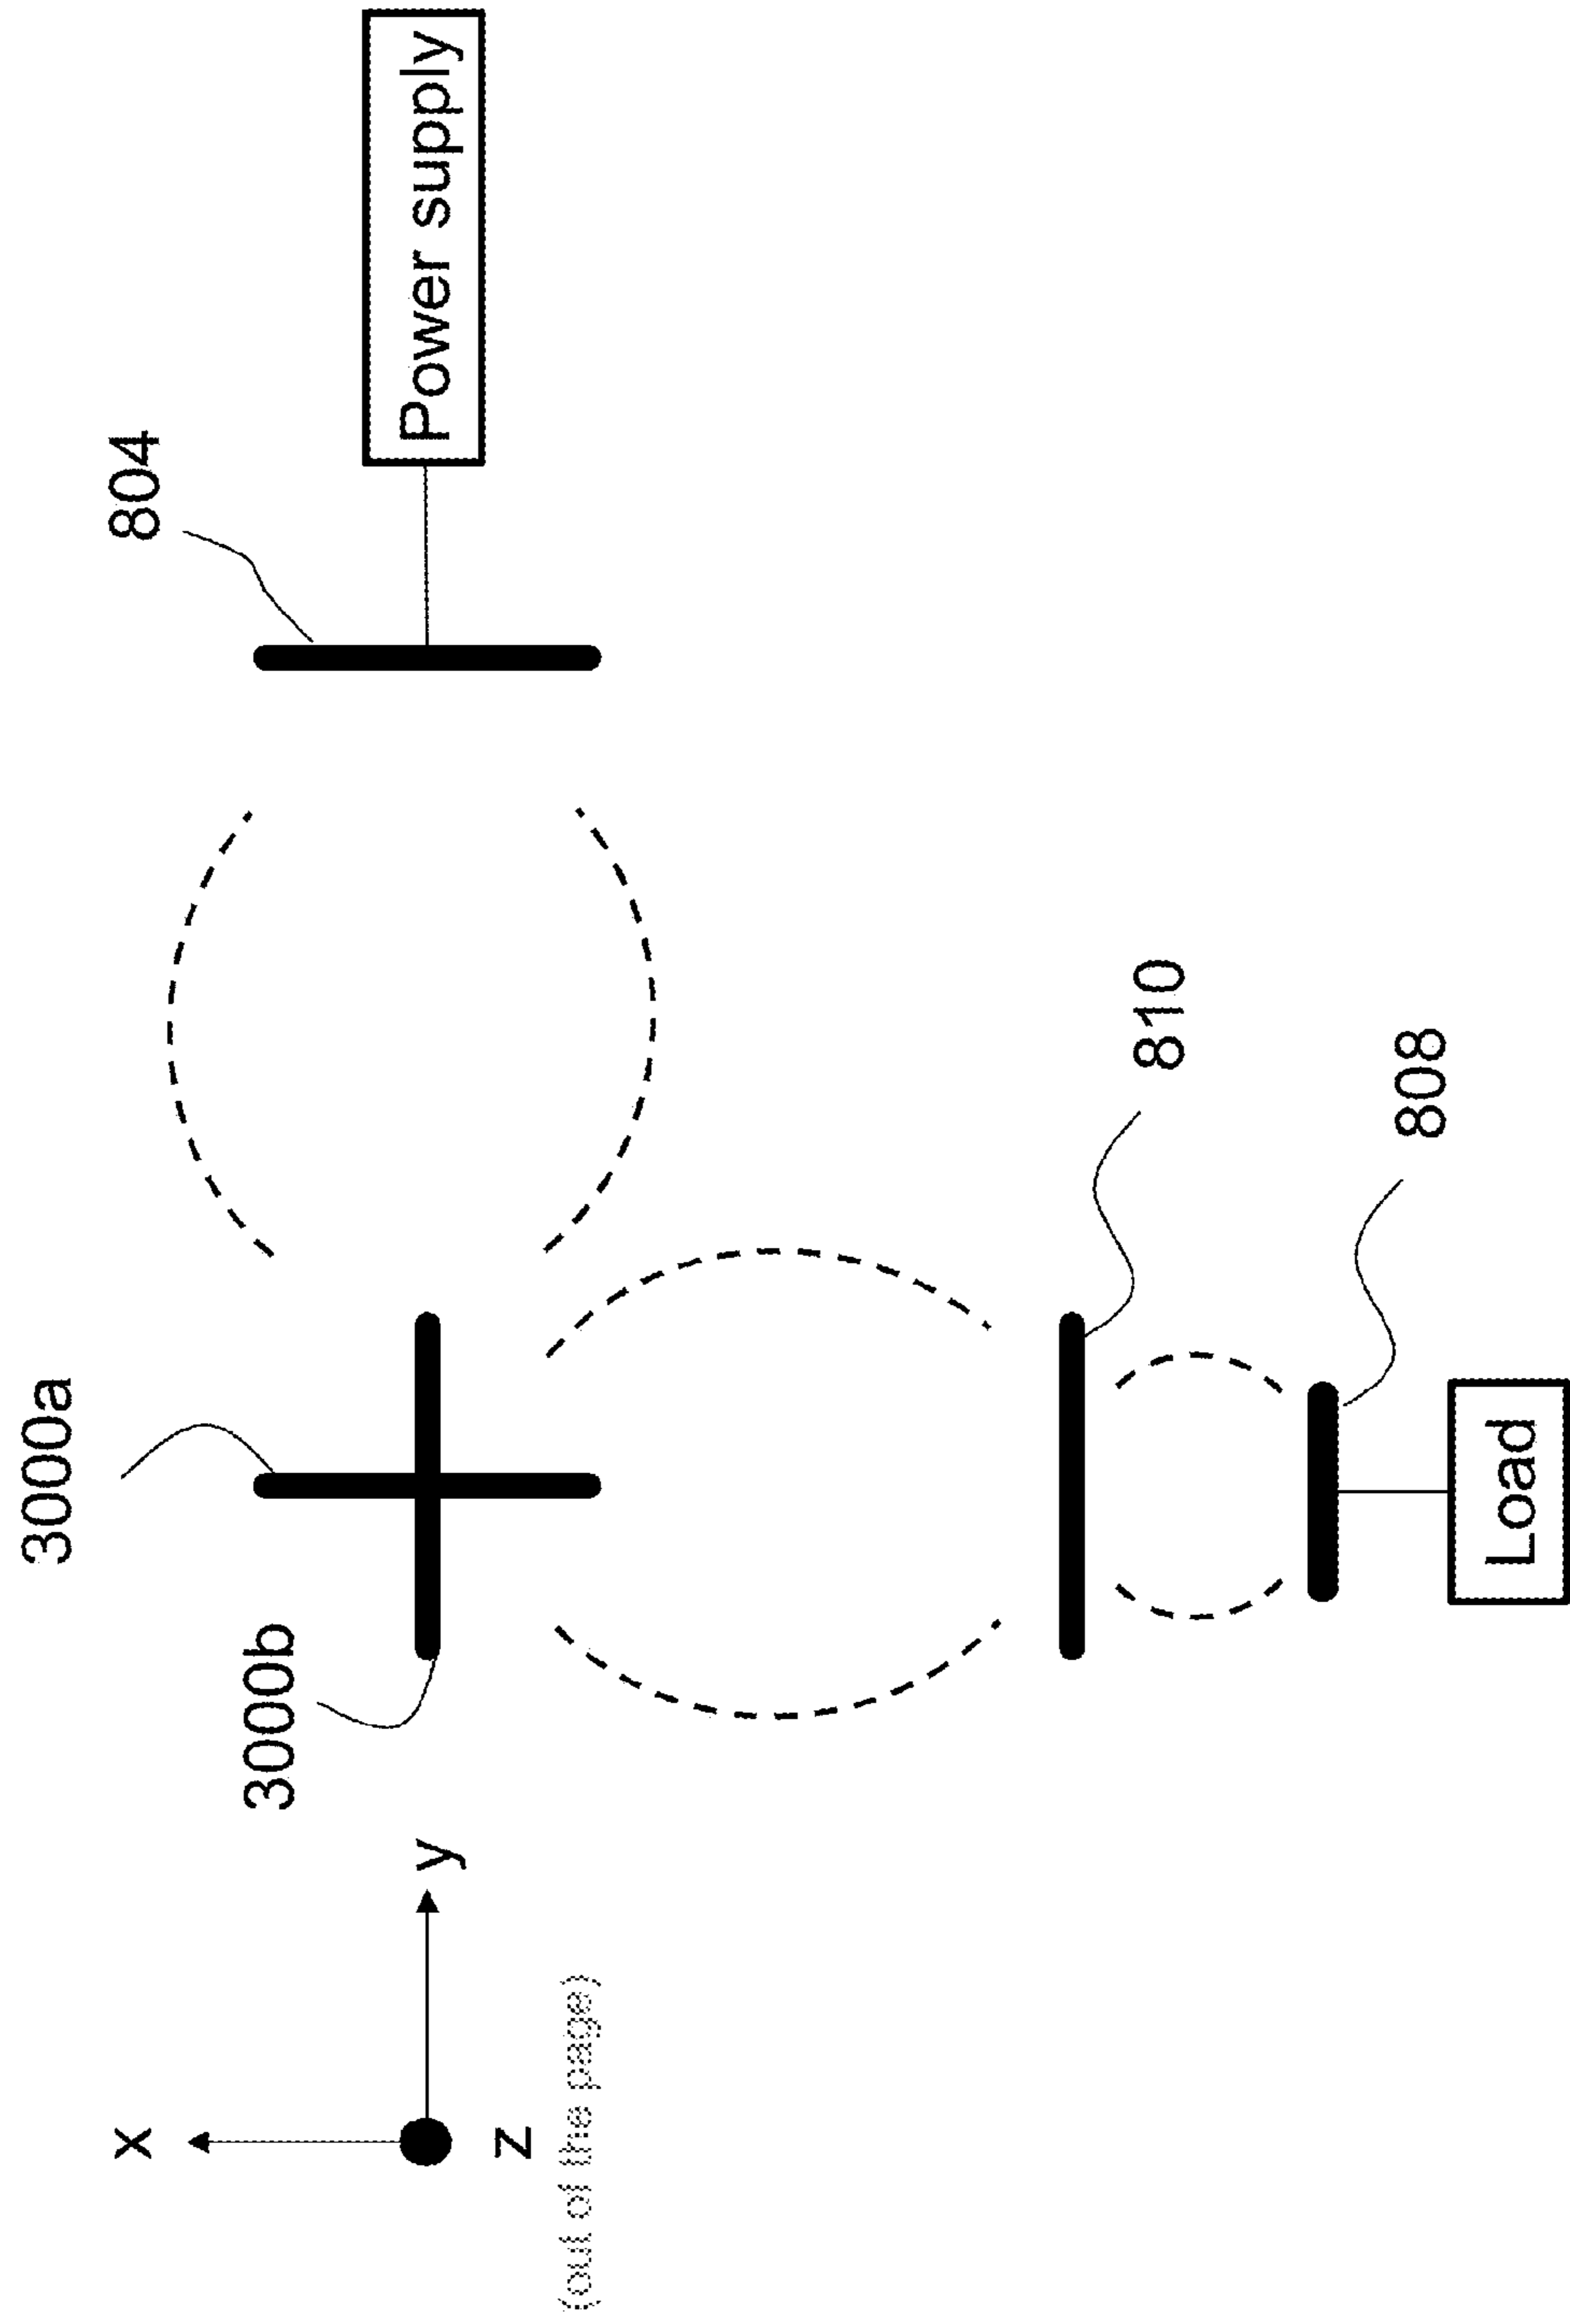 3000a
x
804
3000b
y
Power supply
z
(out of the page)
810
808
Load